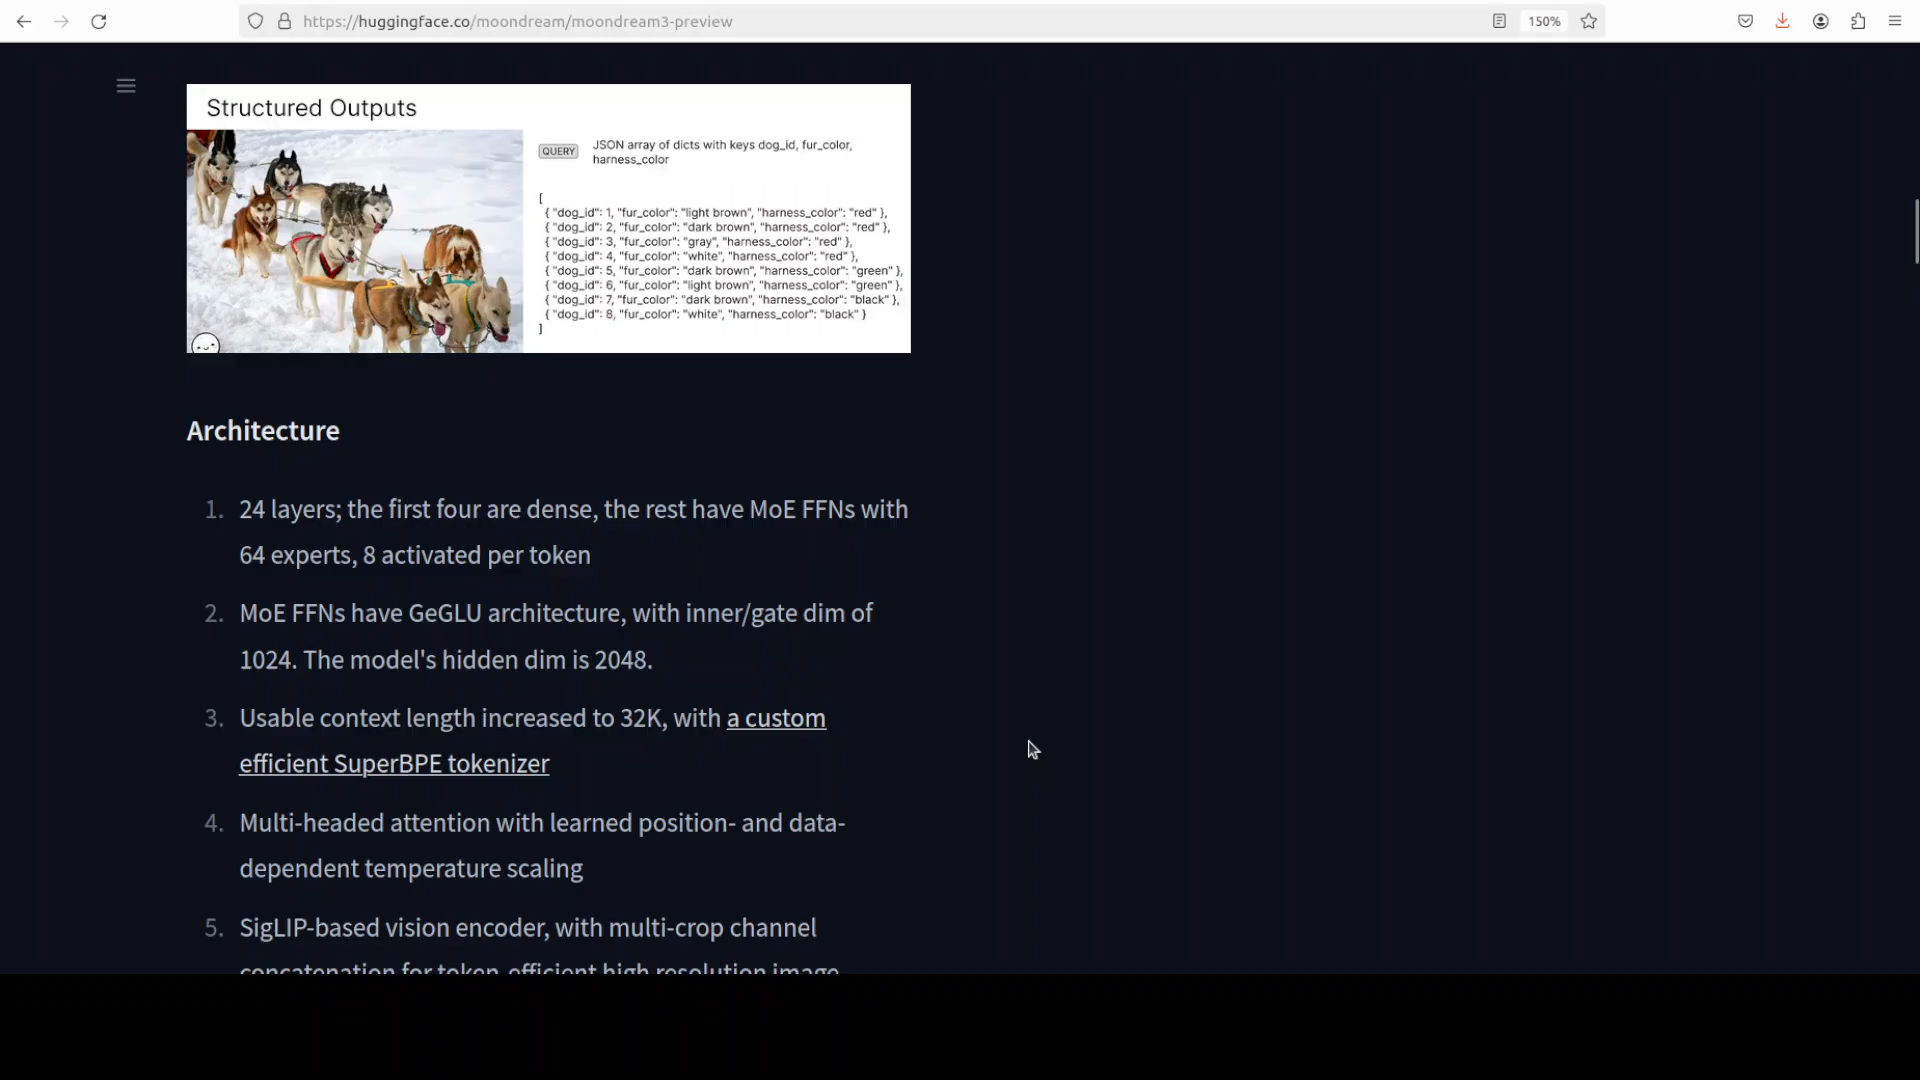 https://huggingface.co/moondream/moondream3-preview
150%
Structured Outputs
QUERY
JSON array of dicts with keys dog_id, fur_color,
harness_color
[
{ "dog_id": 1, "fur_color": "light brown", "harness_color": "red" },
{ "dog_id": 2, "fur_color": "dark brown", "harness_color": "red" },
{ "dog_id": 3, "fur_color": "gray", "harness_color": "red" },
{ "dog_id": 4, "fur_color": "white", "harness_color": "red" },
{ "dog_id": 5, "fur_color": "dark brown", "harness_color": "green" },
{ "dog_id": 6, "fur_color": "light brown", "harness_color": "green" },
{ "dog_id": 7, "fur_color": "dark brown", "harness_color": "black" },
{ "dog_id": 8, "fur_color": "white", "harness_color": "black" }
]
Architecture
1. 24 layers; the first four are dense, the rest have MoE FFNs with
64 experts, 8 activated per token
2. MoE FFNs have GeGLU architecture, with inner/gate dim of
1024. The model's hidden dim is 2048.
3. Usable context length increased to 32K, with a custom
efficient SuperBPE tokenizer
4. Multi-headed attention with learned position- and data-
dependent temperature scaling
5. SigLIP-based vision encoder, with multi-crop channel
concatenation for token-efficient high resolution image